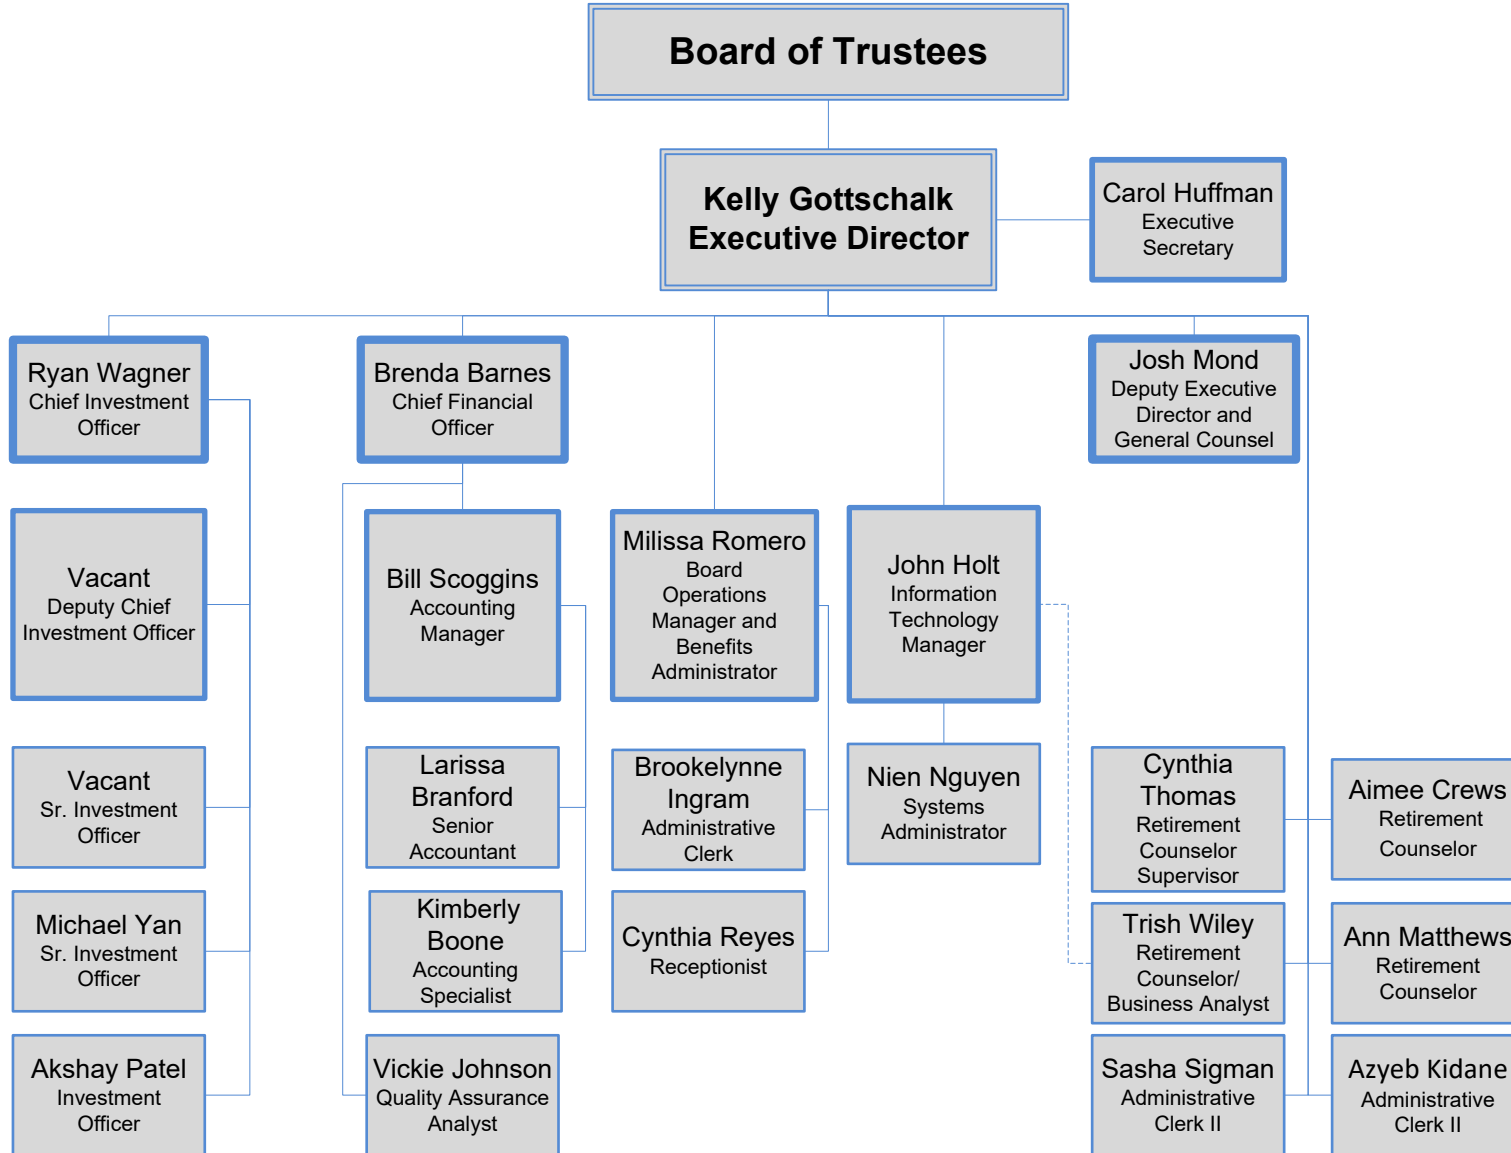 Board of Trustees
Kelly Gottschalk
Executive Director
Carol Huffman
Executive
Secretary
Ryan Wagner
Chief Investment
Officer
Brenda Barnes
Chief Financial
Officer
Josh Mond
Deputy Executive
Director and
General Counsel
Vacant
Deputy Chief
Investment Officer
Bill Scoggins
Accounting
Manager
Milissa Romero
Board
Operations
Manager and
Benefits
Administrator
John Holt
Information
Technology
Manager
Vacant
Sr. Investment
Officer
Larissa
Branford
Senior
Accountant
Brookelynne
Ingram
Administrative
Clerk
Nien Nguyen
Systems
Administrator
Cynthia
Thomas
Retirement
Counselor
Supervisor
Aimee Crews
Retirement
Counselor
Michael Yan
Sr. Investment
Officer
Kimberly
Boone
Accounting
Specialist
Cynthia Reyes
Receptionist
Trish Wiley
Retirement
Counselor/
Business Analyst
Ann Matthews
Retirement
Counselor
Akshay Patel
Investment
Officer
Vickie Johnson
Quality Assurance
Analyst
Sasha Sigman
Administrative
Clerk II
Azyeb Kidane
Administrative
Clerk II